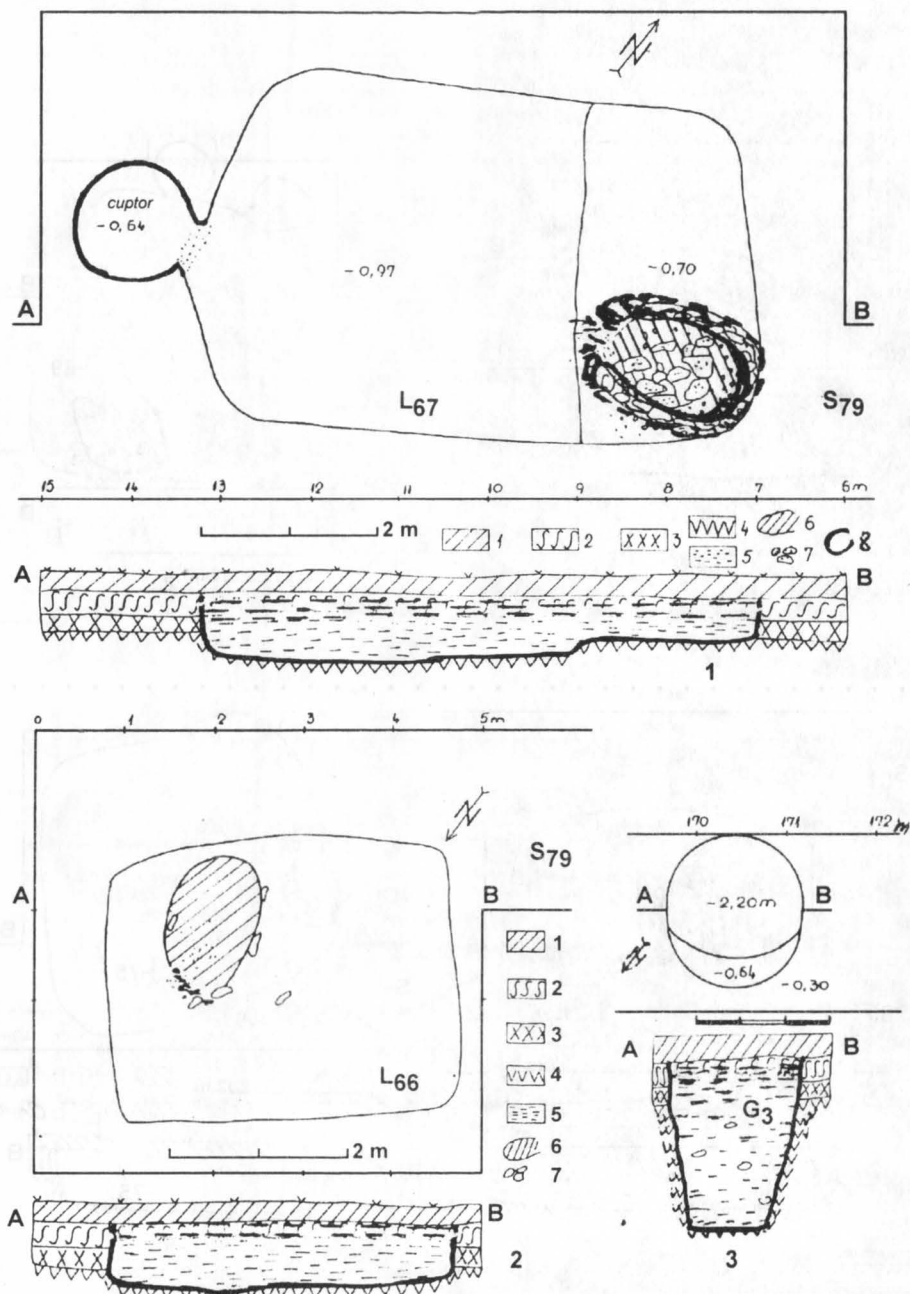 N
cuptor
-0,64
-0,97
-0,70
A
B
L67
S79
15 14 13 12 11 10 9 8 7 6m
2 m
1 2 3 4 6
5 7 8
A
B
1
0 1 2 3 4 5m
N
S79
A
B
L66
2 m
1
2
3
4
5
6
7
A
B
2
170 171 172 m
A
B
-2,20m
N
-0,64
-0,30
A
B
G3
3